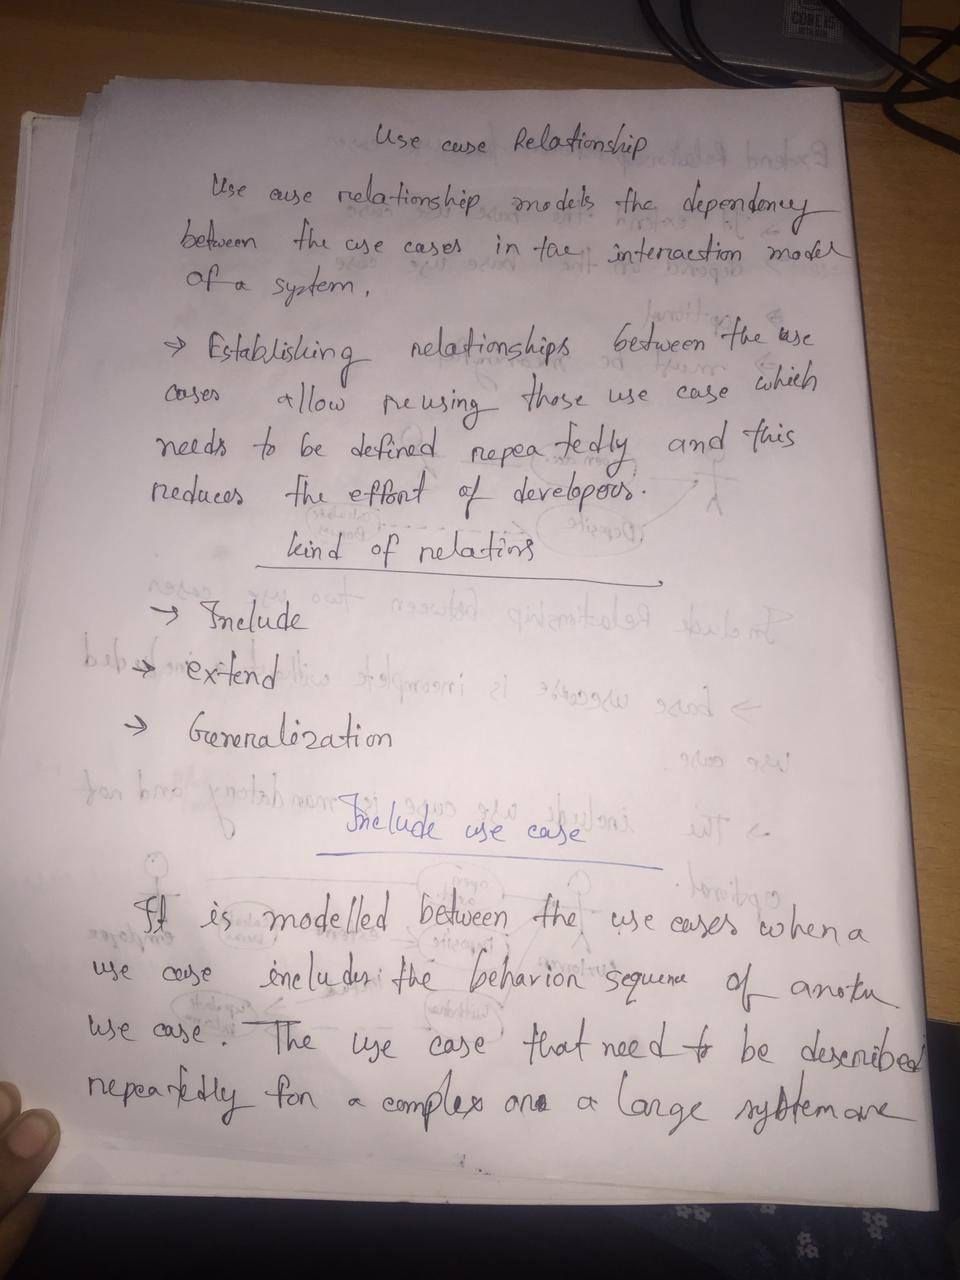 CORE i5
Use case Relationship
Use case relationship models the dependency
between the use cases in the interaction model
of a system.
→ Establishing relationships between the use
cases allow reusing those use case which
needs to be defined repeatedly and this
reduces the effort of developers.
kind of relations
→ Include
→ extend
→ Generalization
Include use case
It is modelled between the use cases when a
use case includes the behavior sequence of another
use case. The use case that need to be described
repeatedly for a complex or a large system are